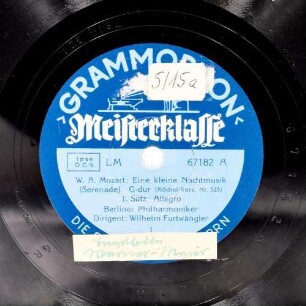 GRAMMOPHON
5/15a
Meisterklasse
LM
67182 A
W. A. Mozart: Eine kleine Nachtmusik
(Serenade) G-dur (Köchel-Verz. Nr. 525)
1. Satz: Allegro
Berliner Philharmoniker
Dirigent: Wilhelm Furtwängler
DIE